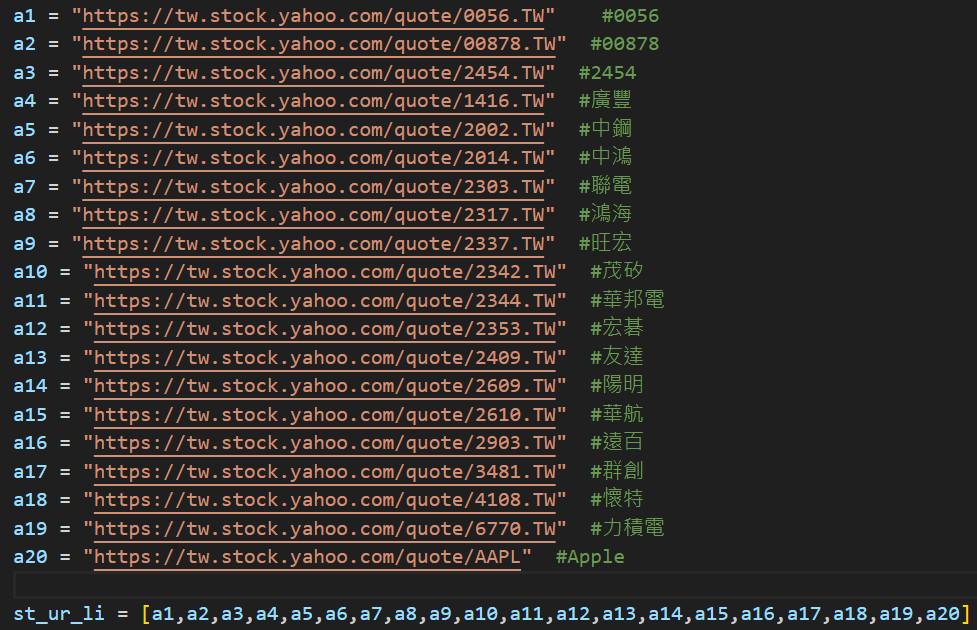 a1 = "https://tw.stock.yahoo.com/quote/0056.TW"    #0056
a2 = "https://tw.stock.yahoo.com/quote/00878.TW"  #00878
a3 = "https://tw.stock.yahoo.com/quote/2454.TW"  #2454
a4 = "https://tw.stock.yahoo.com/quote/1416.TW"  #廣豐
a5 = "https://tw.stock.yahoo.com/quote/2002.TW"  #中鋼
a6 = "https://tw.stock.yahoo.com/quote/2014.TW"  #中鴻
a7 = "https://tw.stock.yahoo.com/quote/2303.TW"  #聯電
a8 = "https://tw.stock.yahoo.com/quote/2317.TW"  #鴻海
a9 = "https://tw.stock.yahoo.com/quote/2337.TW"  #旺宏
a10 = "https://tw.stock.yahoo.com/quote/2342.TW"  #茂矽
a11 = "https://tw.stock.yahoo.com/quote/2344.TW"  #華邦電
a12 = "https://tw.stock.yahoo.com/quote/2353.TW"  #宏碁
a13 = "https://tw.stock.yahoo.com/quote/2409.TW"  #友達
a14 = "https://tw.stock.yahoo.com/quote/2609.TW"  #陽明
a15 = "https://tw.stock.yahoo.com/quote/2610.TW"  #華航
a16 = "https://tw.stock.yahoo.com/quote/2903.TW"  #遠百
a17 = "https://tw.stock.yahoo.com/quote/3481.TW"  #群創
a18 = "https://tw.stock.yahoo.com/quote/4108.TW"  #懷特
a19 = "https://tw.stock.yahoo.com/quote/6770.TW"  #力積電
a20 = "https://tw.stock.yahoo.com/quote/AAPL"  #Apple
st_ur_li = [a1,a2,a3,a4,a5,a6,a7,a8,a9,a10,a11,a12,a13,a14,a15,a16,a17,a18,a19,a20]